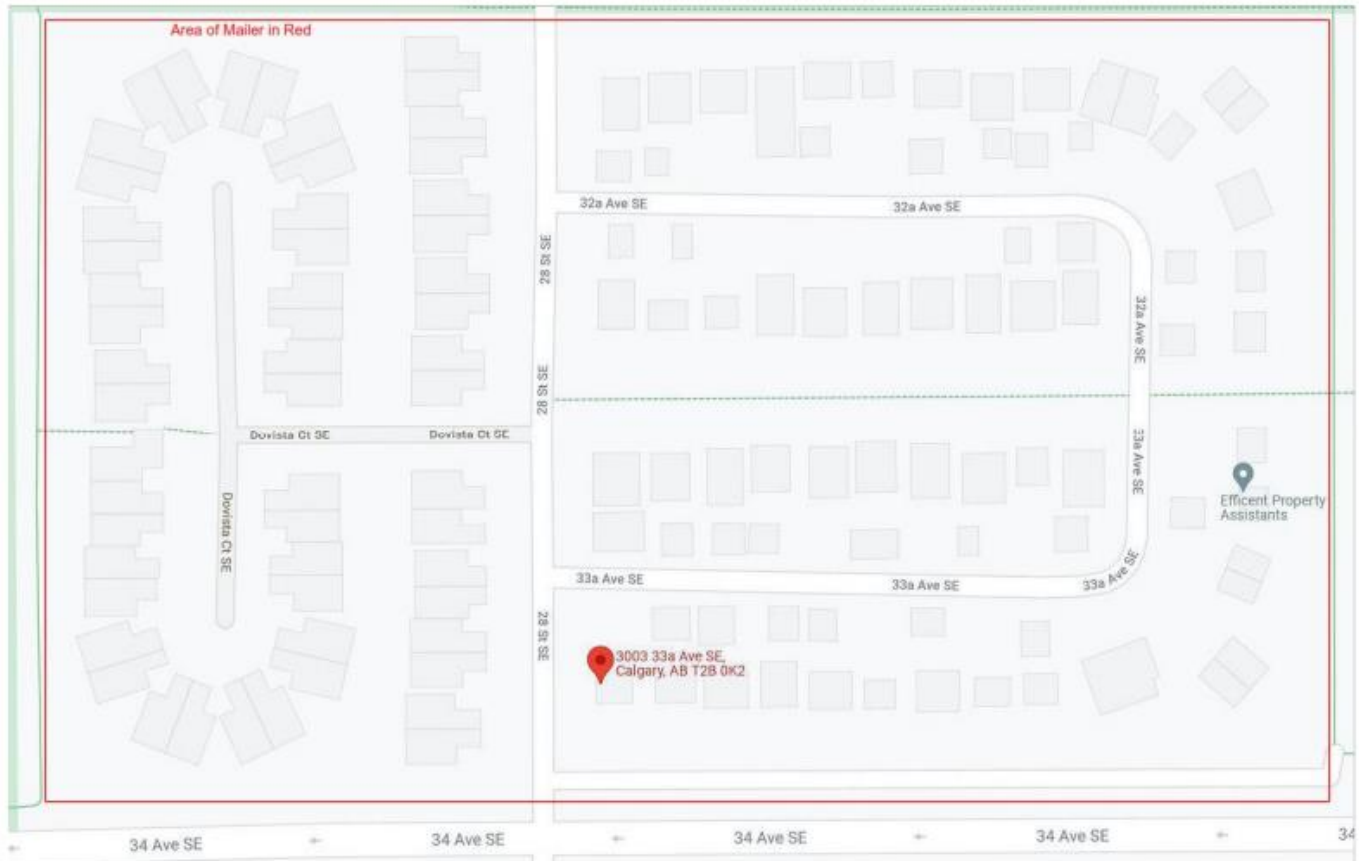 Area of Mailer in Red
32a Ave SE
32a Ave SE
28 St SE
32a Ave SE
28 St SE
Dovista Ct SE
Dovista Ct SE
33a Ave SE
Efficent Property
Assistants
Dovista Ct SE
33a Ave SE
33a Ave SE
33a Ave SE
28 St SE
3003 33a Ave SE,
Calgary, AB T2B 0K2
34 Ave SE
34 Ave SE
34 Ave SE
34 Ave SE
34